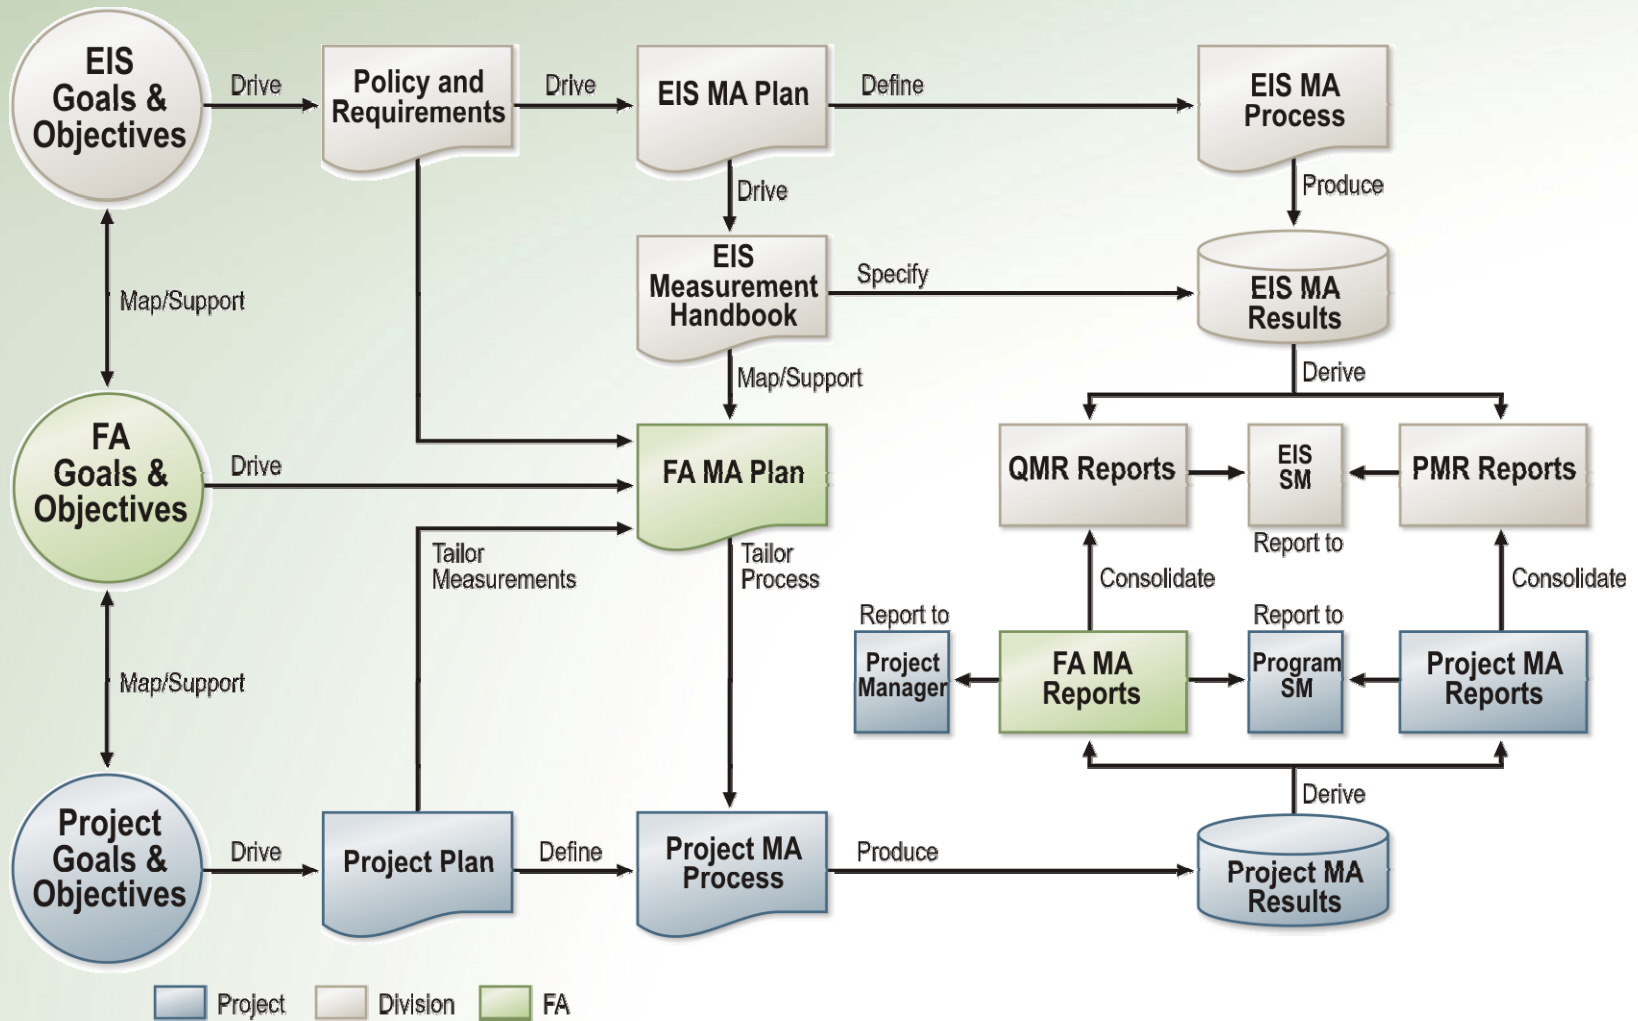 EIS
Goals &
Objectives
Drive
Policy and
Requirements
Drive
EIS MA Plan
Define
EIS MA
Process
Drive
Produce
EIS
Measurement
Handbook
Specify
EIS MA
Results
Map/Support
Map/Support
Derive
FA
Goals &
Objectives
Drive
FA MA Plan
QMR Reports
EIS
SM
PMR Reports
Report to
Tailor
Measurements
Tailor
Process
Consolidate
Consolidate
Report to
Report to
Project
Manager
FA MA
Reports
Program
SM
Project MA
Reports
Map/Support
Derive
Project
Goals &
Objectives
Drive
Project Plan
Define
Project MA
Process
Produce
Project MA
Results
Project
Division
FA